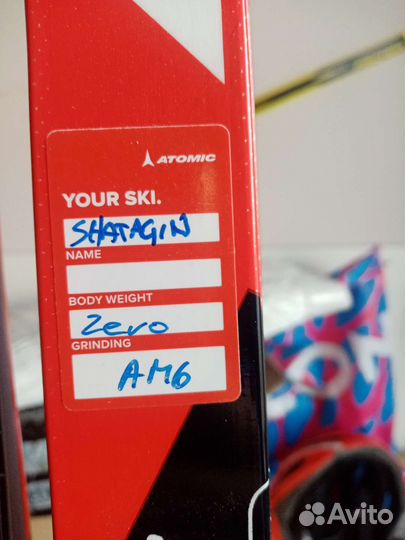 ATOMIC
YOUR SKI.
SHATAGIN
NAME
BODY WEIGHT
Zero
GRINDING
AM6
Avito